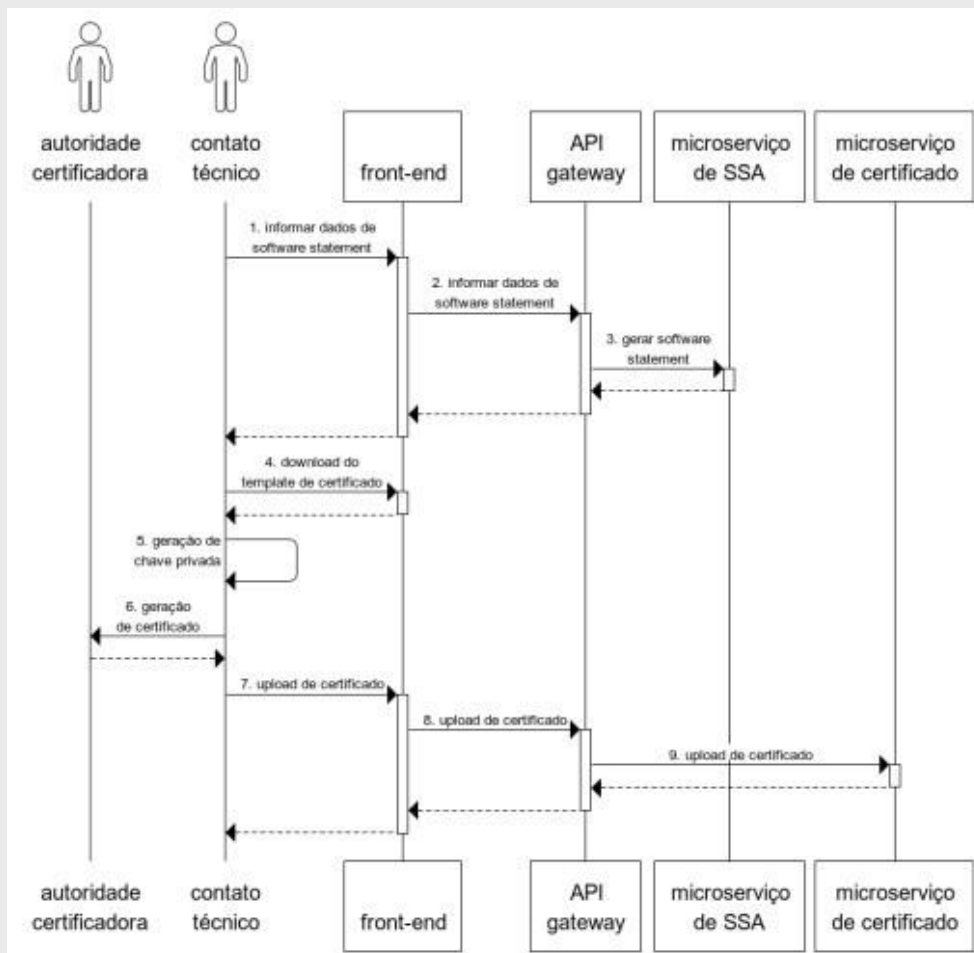 autoridade
certificadora
contato
técnico
front-end
API
gateway
microserviço
de SSA
microserviço
de certificado
1. informar dados de
software statement
2. informar dados de
software statement
3. gerar software
statement
4. download do
template de certificado
5. geração de
chave privada
6. geração
de certificado
7. upload de certificado
8. upload de certificado
9. upload de certificado
autoridade
certificadora
contato
técnico
front-end
API
gateway
microserviço
de SSA
microserviço
de certificado